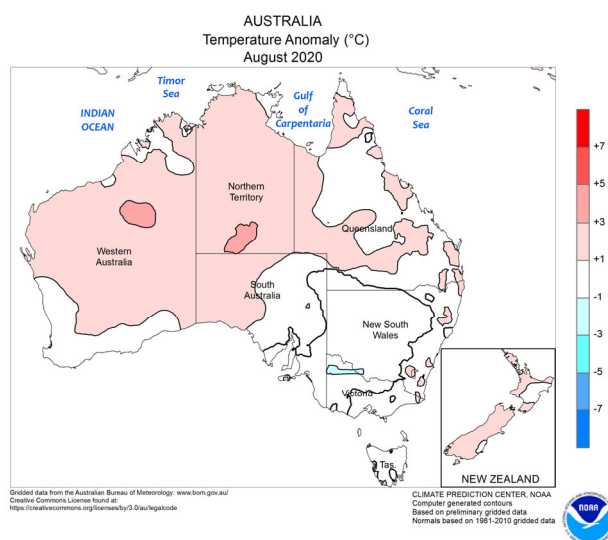 AUSTRALIA
Temperature Anomaly (°C)
August 2020
Timor
Sea
INDIAN
OCEAN
Gulf
of
Carpentaria
Coral
Sea
Northern
Territory
Queensland
Western
Australia
South
Australia
New South
Wales
Victoria
Tas.
NEW ZEALAND
+7
+5
+3
+1
-1
-3
-5
-7
Gridded data from the Australian Bureau of Meteorology: www.bom.gov.au/
Creative Commons License found at:
https://creativecommons.org/licenses/by/3.0/au/legalcode
CLIMATE PREDICTION CENTER, NOAA
Computer generated contours
Based on preliminary gridded data
Normals based on 1981-2010 gridded data
NOAA